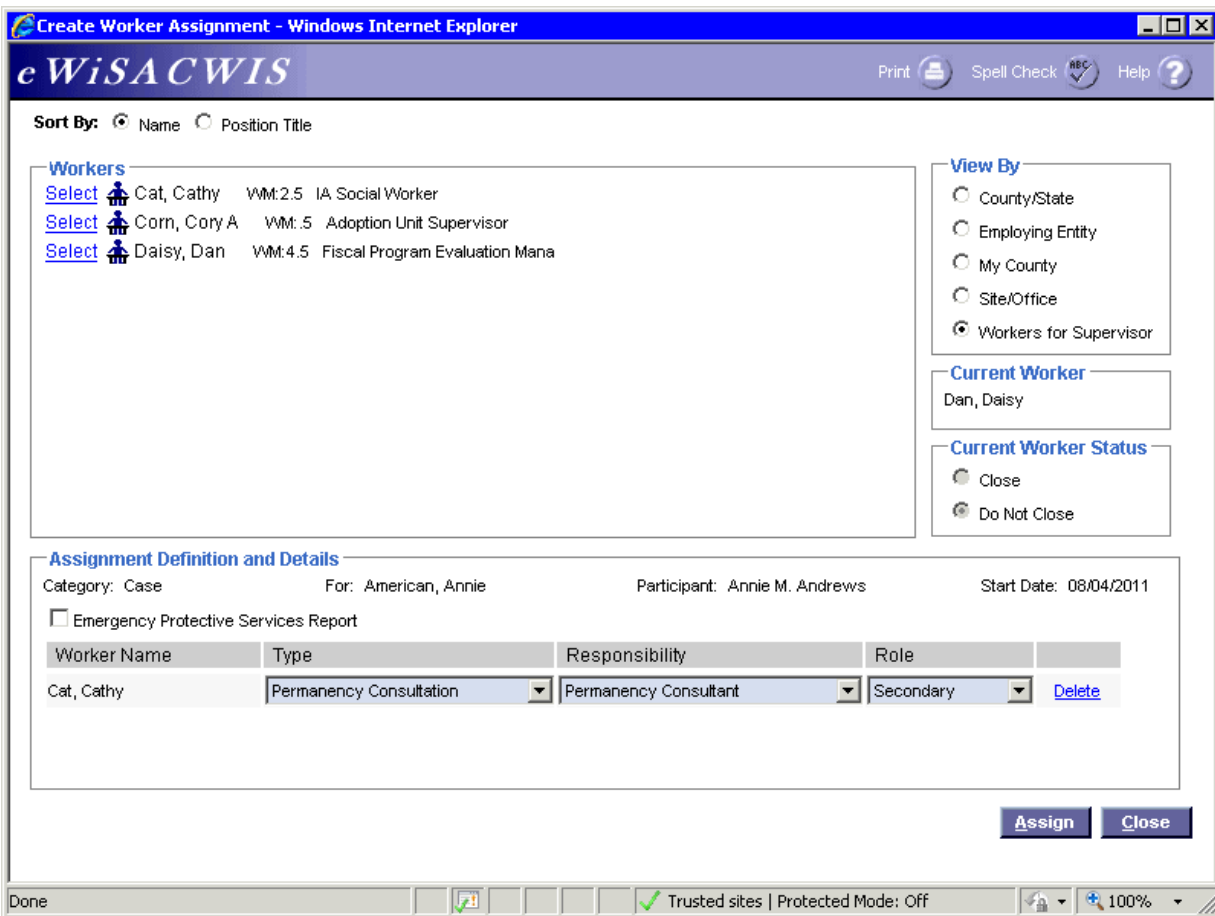 Create Worker Assignment - Windows Internet Explorer
e WiSACWIS
Print ABC Spell Check Help ?
Sort By: Name Position Title
Workers
Select Cat, Cathy WM:2.5 IA Social Worker
Select Corn, Cory A WM:.5 Adoption Unit Supervisor
Select Daisy, Dan WM:4.5 Fiscal Program Evaluation Mana
View By
County/State
Employing Entity
My County
Site/Office
Workers for Supervisor
Current Worker
Dan, Daisy
Current Worker Status
Close
Do Not Close
Assignment Definition and Details
Category: Case For: American, Annie Participant: Annie M. Andrews Start Date: 08/04/2011
Emergency Protective Services Report
Worker Name Type Responsibility Role
Cat, Cathy Permanency Consultation Permanency Consultant Secondary Delete
Assign Close
Done Trusted sites | Protected Mode: Off 100%